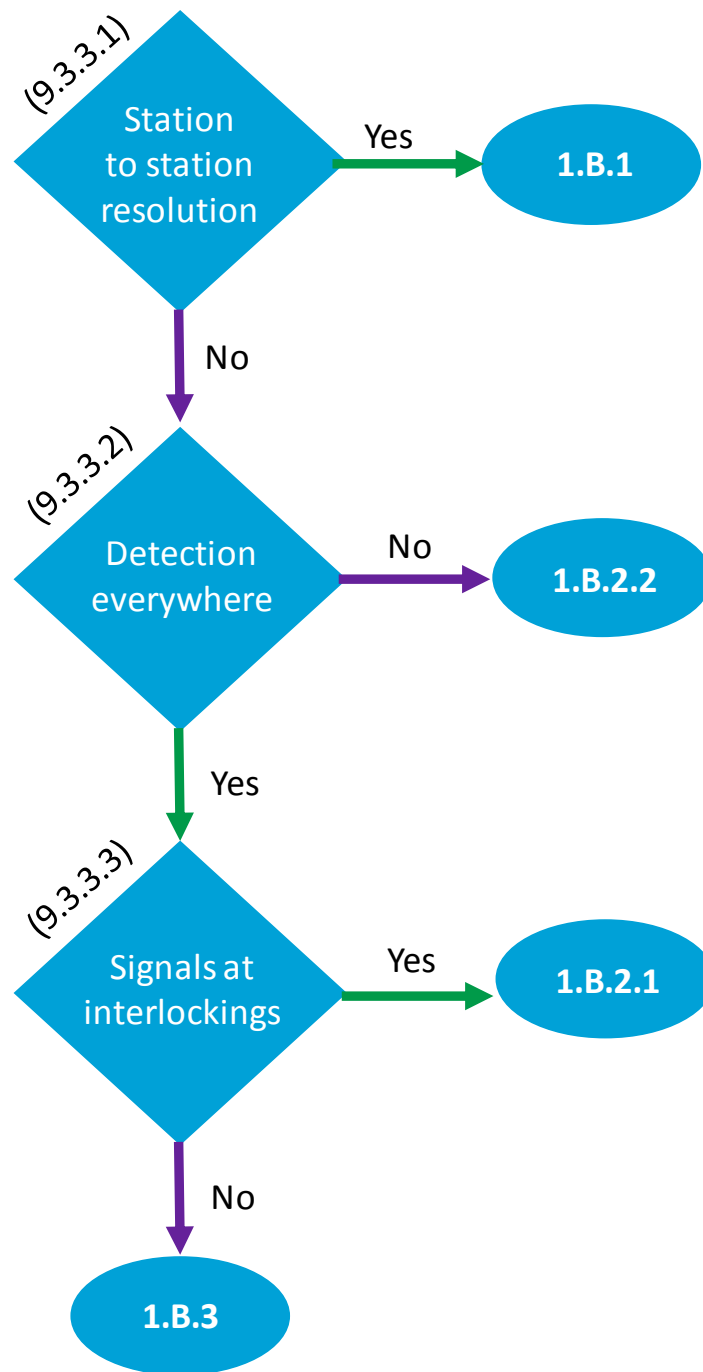 (9.3.3.1)
Station
to station
resolution
Yes
1.B.1
No
(9.3.3.2)
Detection
everywhere
No
1.B.2.2
Yes
(9.3.3.3)
Signals at
interlockings
Yes
1.B.2.1
No
1.B.3